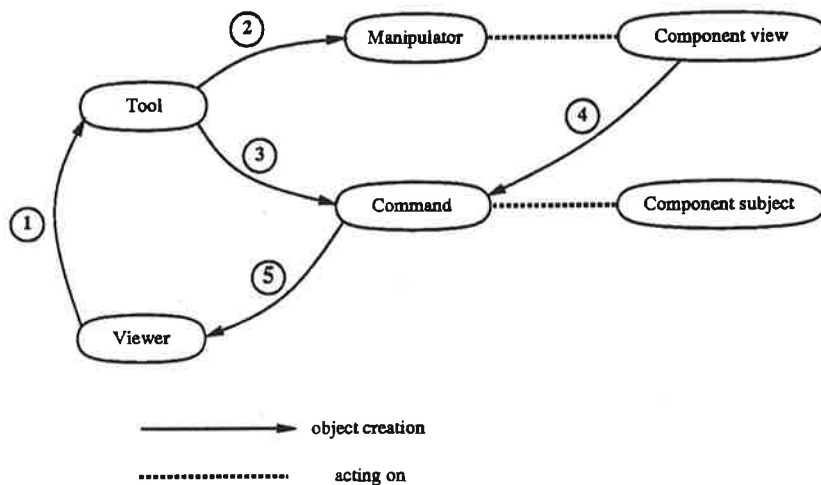 2
Manipulator
Component view
Tool
4
3
1
Command
Component subject
5
Viewer
object creation
acting on